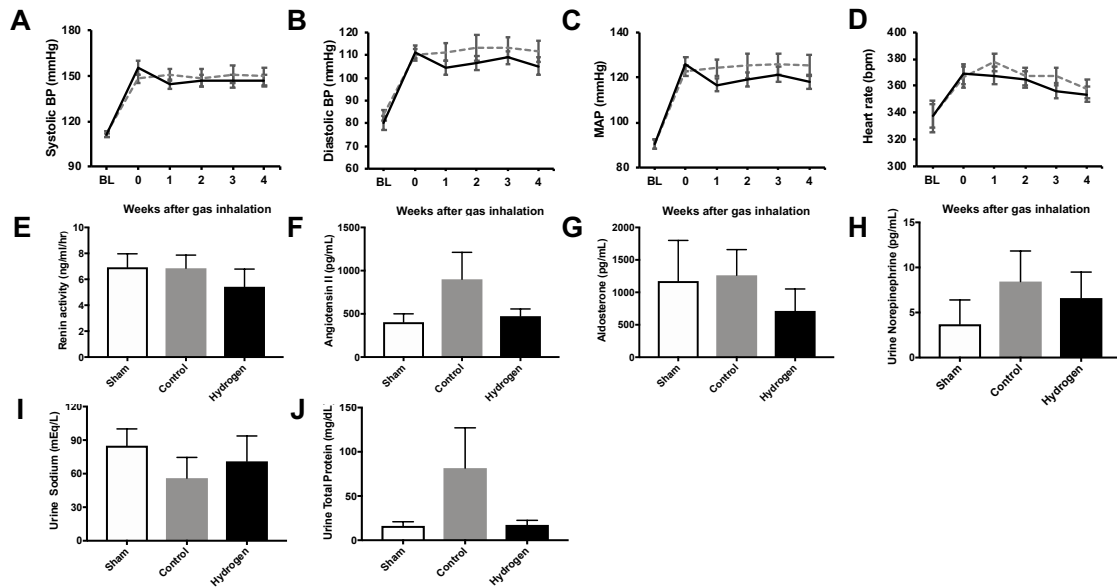 A
Systolic BP (mmHg)
190
150
110
90
BL 0 1 2 3 4
Weeks after gas inhalation
B
Diastolic BP (mmHg)
120
110
100
90
80
70
60
BL 0 1 2 3 4
Weeks after gas inhalation
C
MAP (mmHg)
140
120
100
80
BL 0 1 2 3 4
Weeks after gas inhalation
D
Heart rate (bpm)
400
380
360
340
320
300
BL 0 1 2 3 4
Weeks after gas inhalation
E
Renin activity (ng/ml/hr)
10
8
6
4
2
0
Sham
Control
Hydrogen
F
Angiotensin II (pg/mL)
1500
1000
500
0
Sham
Control
Hydrogen
G
Aldosterone (pg/mL)
2000
1500
1000
500
0
Sham
Control
Hydrogen
H
Urine Norepinephrine (pg/mL)
15
10
5
0
Sham
Control
Hydrogen
I
Urine Sodium (mEq/L)
120
90
60
30
0
Sham
Control
Hydrogen
J
Urine Total Protein (mg/dL
150
100
50
0
Sham
Control
Hydrogen